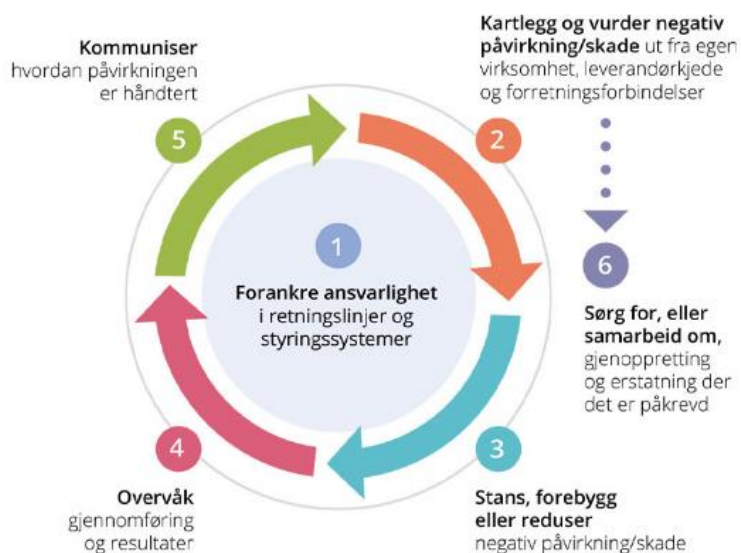 Kommuniser
hvordan påvirkningen
er håndtert
5
Kartlegg og vurder negativ
påvirkning/skade ut fra egen
virksomhet, leverandørkjede
og forretningsforbindelser
2
1
Forankre ansvarlighet
i retningslinjer og
styringssystemer
6
Sørg for, eller
samarbeid om,
gjenoppretting
og erstatning der
det er påkrevd
4
Overvåk
gjennomføring
og resultater
3
Stans, forebygg
eller reduser
negativ påvirkning/skade